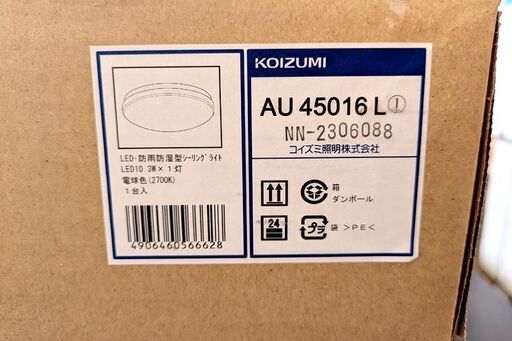 LED·防雨防湿型シーリングライト
LED10.3W×1灯
電球色(2700K)
1台入
4906460566628
KOIZUMI
AU 45016 L①
NN-2306088
コイズミ照明株式会社
箱
ダンボール
24
プラ
袋 >PE<